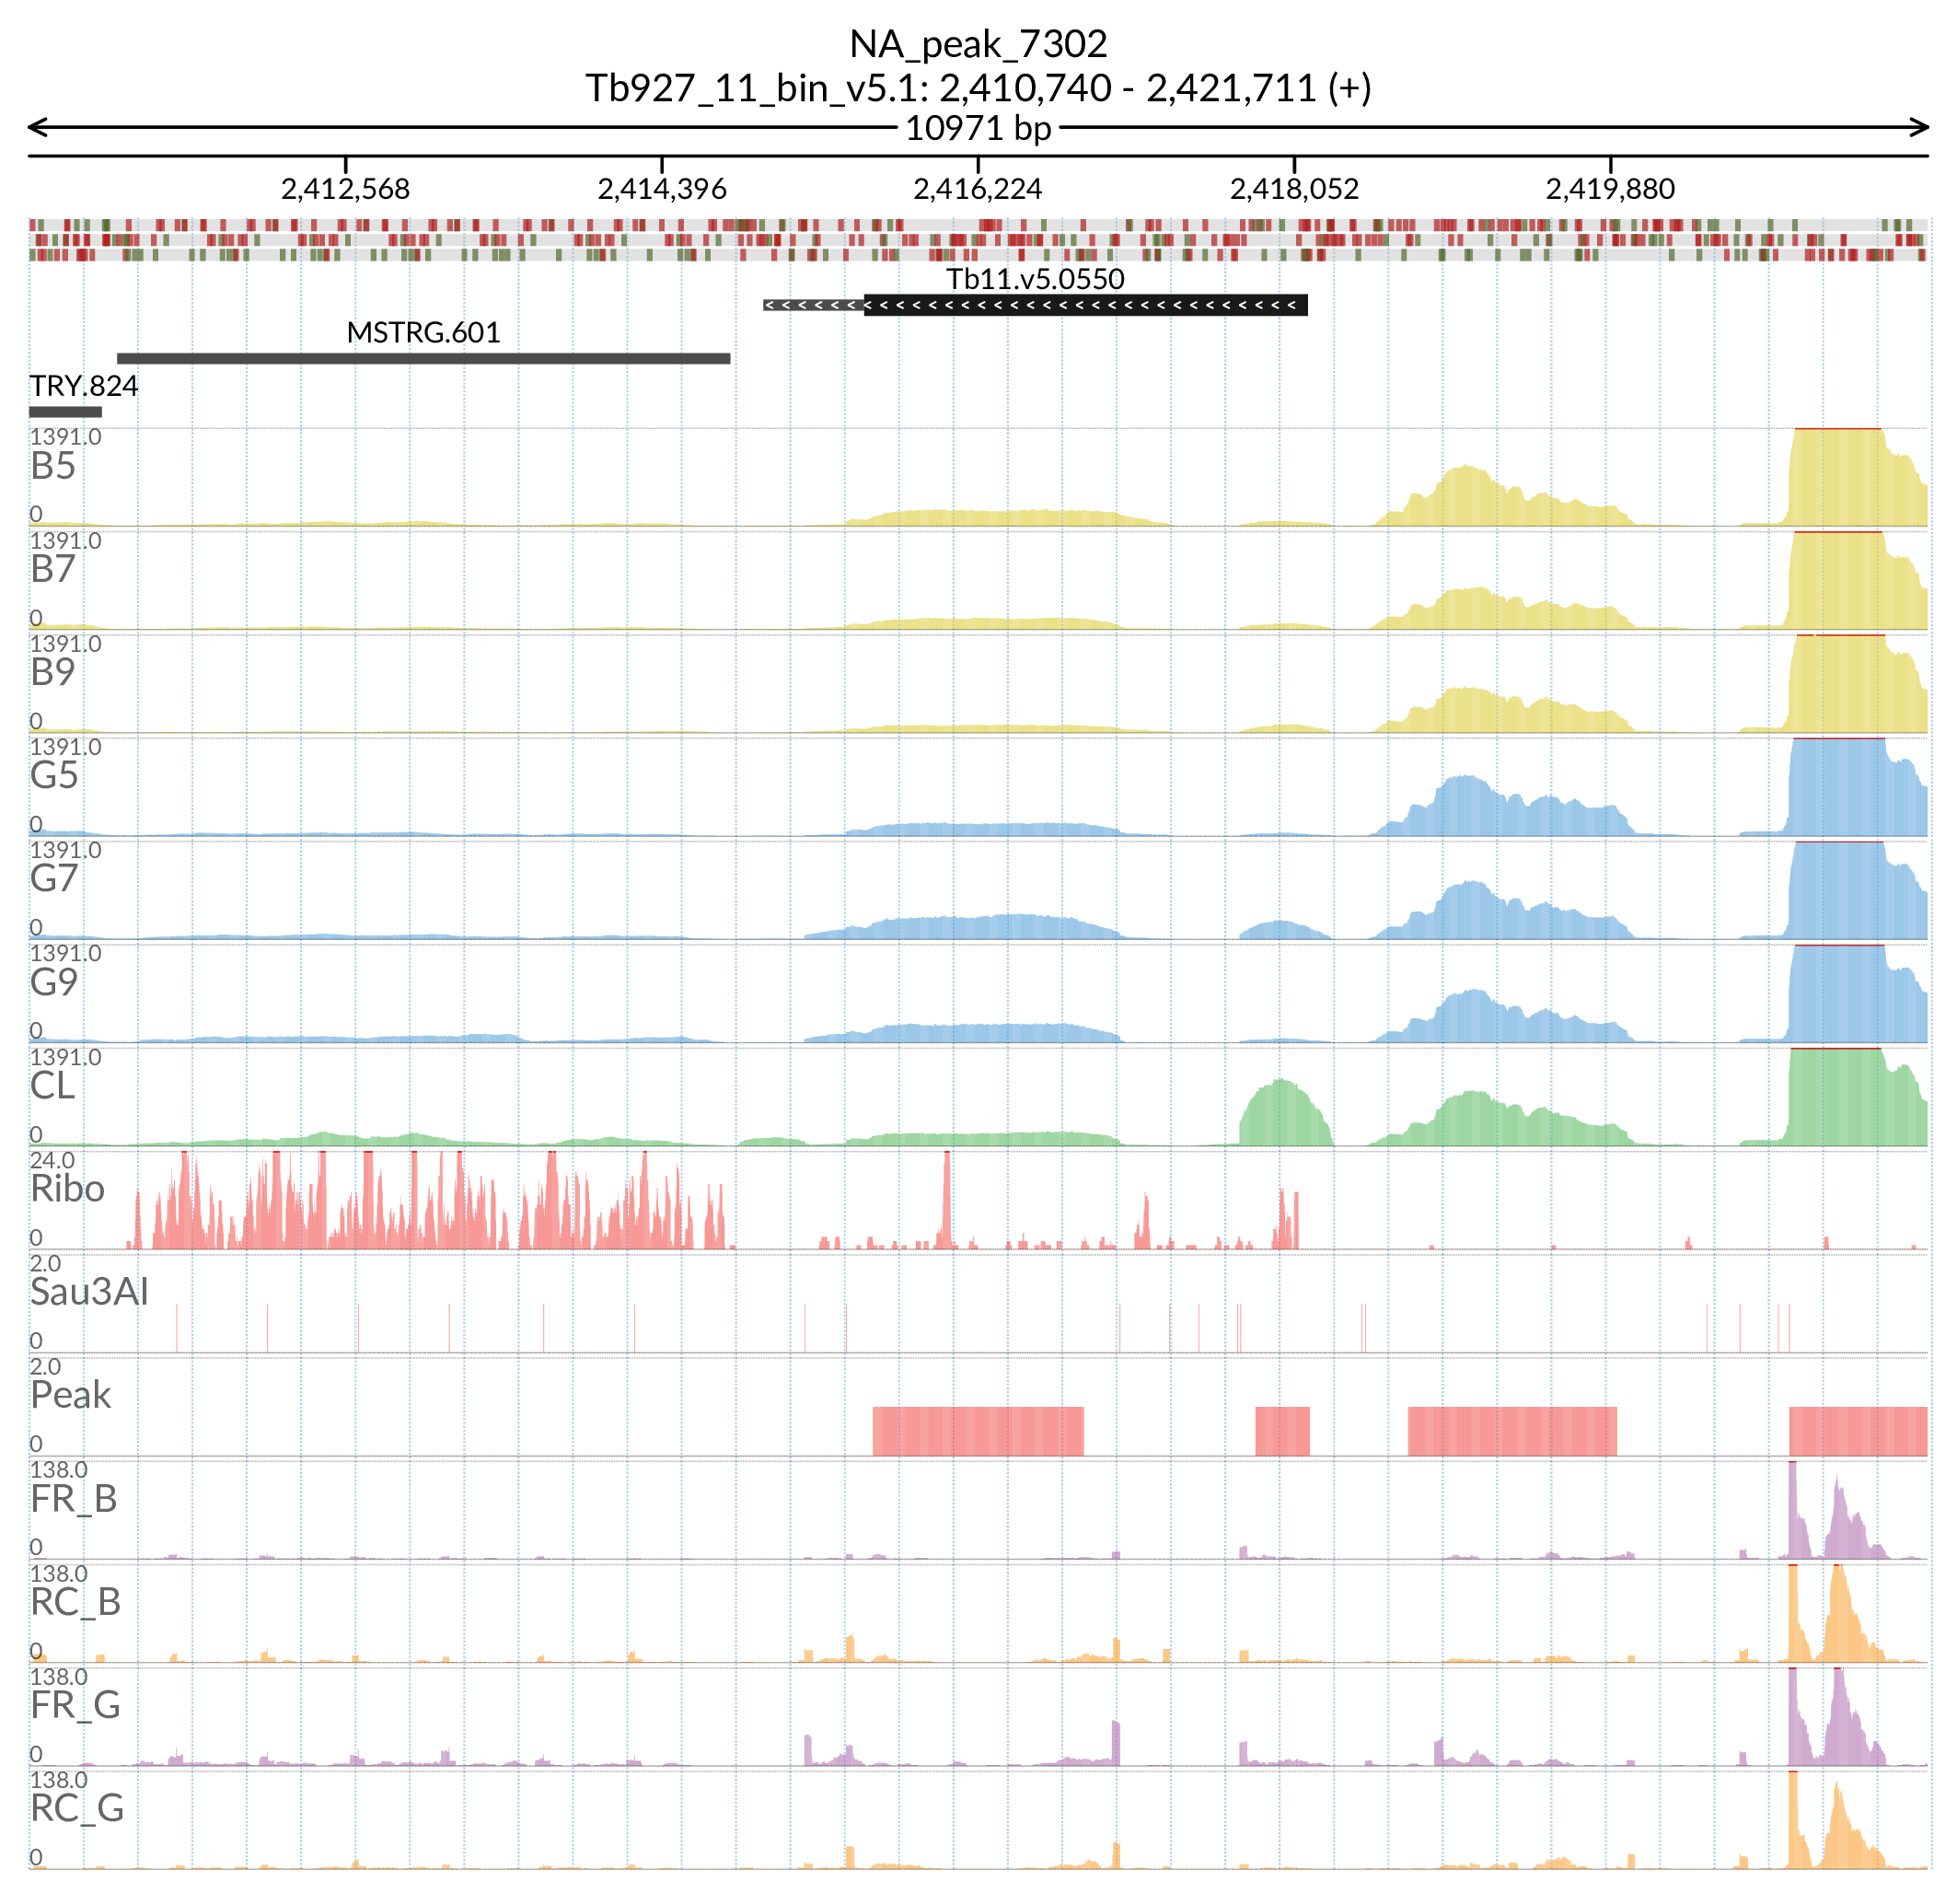 NA_peak_7302
Tb927_11_bin_v5.1: 2,410,740 - 2,421,711 (+)
10971 bp
2,412,568 2,414,396 2,416,224 2,418,052 2,419,880
Tb11.v5.0550
MSTRG.601
TRY.824
1391.0
B5
0
1391.0
B7
0
1391.0
B9
0
1391.0
G5
0
1391.0
G7
0
1391.0
G9
0
1391.0
CL
0
24.0
Ribo
0
2.0
Sau3AI
0
2.0
Peak
0
138.0
FR_B
0
138.0
RC_B
0
138.0
FR_G
0
138.0
RC_G
0